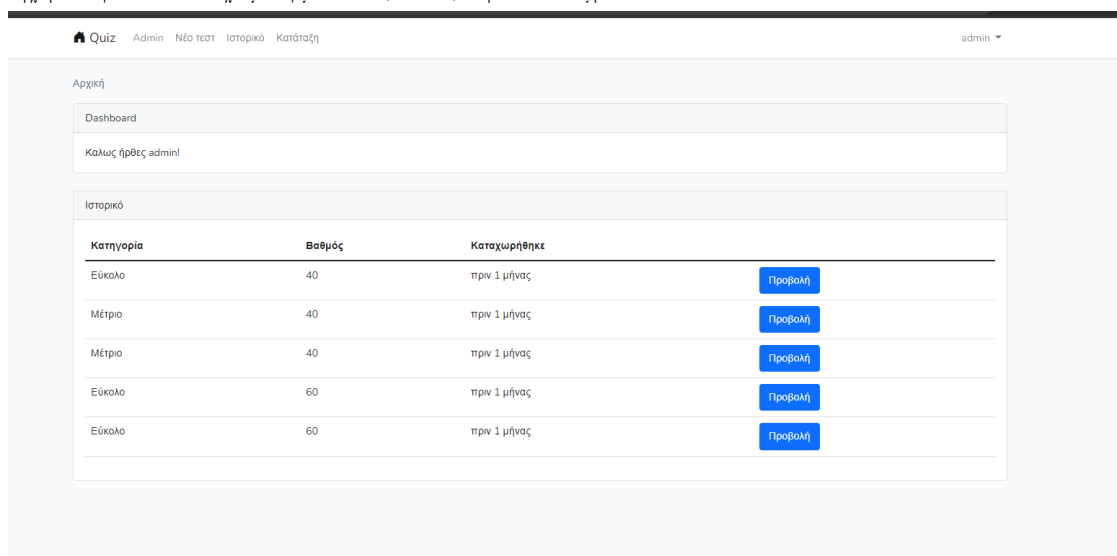 Quiz Admin Νέο τεστ Ιστορικό Κατάταξη admin
Αρχική
Dashboard
Καλως ήρθες admin!
Ιστορικό
Κατηγορία Βαθμός Καταχωρήθηκε
Εύκολο 40 πριν 1 μήνας Προβολή
Μέτριο 40 πριν 1 μήνας Προβολή
Μέτριο 40 πριν 1 μήνας Προβολή
Εύκολο 60 πριν 1 μήνας Προβολή
Εύκολο 60 πριν 1 μήνας Προβολή